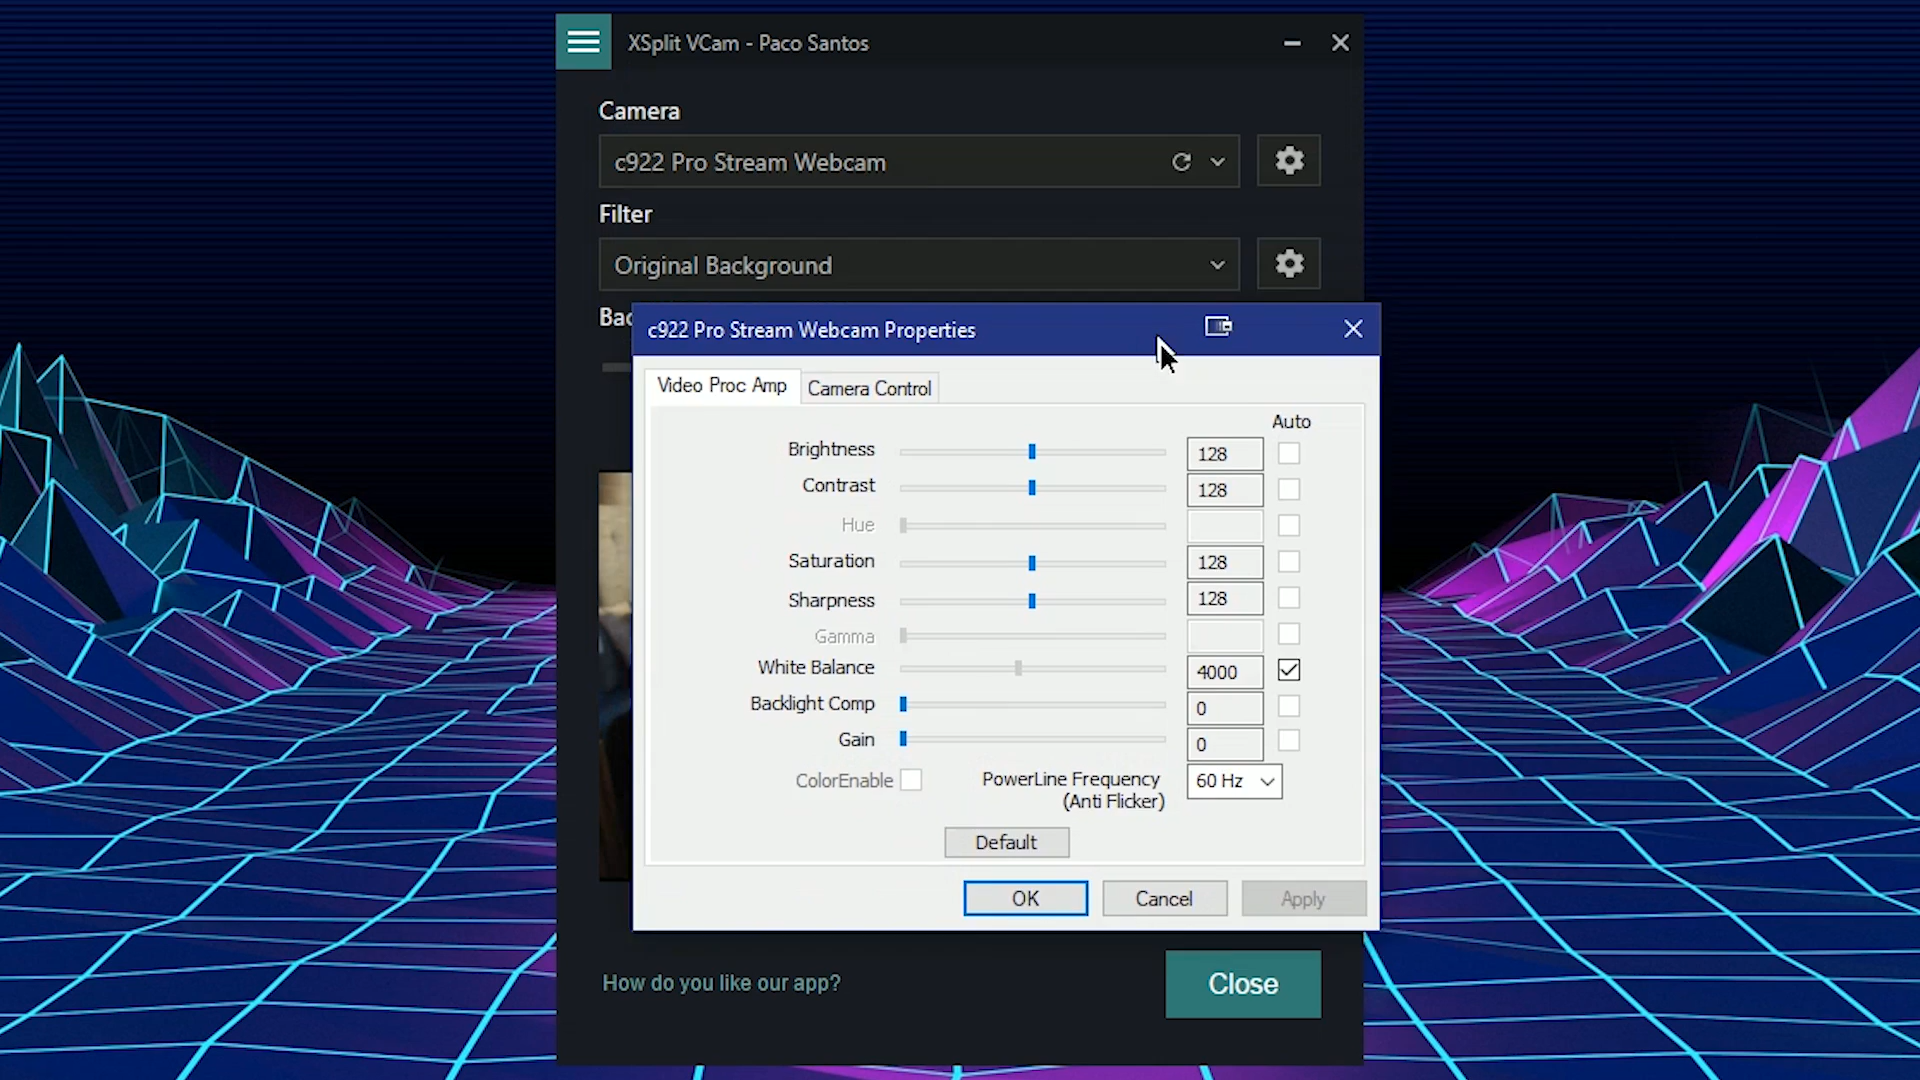 XSplit VCam - Paco Santos
Camera
c922 Pro Stream Webcam
Filter
Original Background
Bac
c922 Pro Stream Webcam Properties
Video Proc Amp
Camera Control
Auto
Brightness 128
Contrast 128
Hue
Saturation 128
Sharpness 128
Gamma
White Balance 4000
Backlight Comp 0
Gain 0
ColorEnable
PowerLine Frequency 60 Hz
(Anti Flicker)
Default
OK Cancel Apply
How do you like our app?
Close